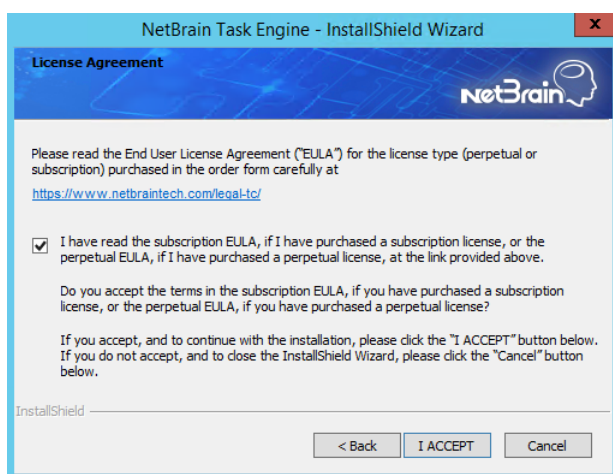 NetBrain Task Engine - InstallShield Wizard
x
License Agreement
NetBrain
Please read the End User License Agreement ("EULA") for the license type (perpetual or
subscription) purchased in the order form carefully at
https://www.netbraintech.com/legal-tc/
I have read the subscription EULA, if I have purchased a subscription license, or the
perpetual EULA, if I have purchased a perpetual license, at the link provided above.
Do you accept the terms in the subscription EULA, if you have purchased a subscription
license, or the perpetual EULA, if you have purchased a perpetual license?
If you accept, and to continue with the installation, please click the "I ACCEPT" button below.
If you do not accept, and to close the InstallShield Wizard, please click the "Cancel" button
below.
InstallShield
< Back I ACCEPT Cancel